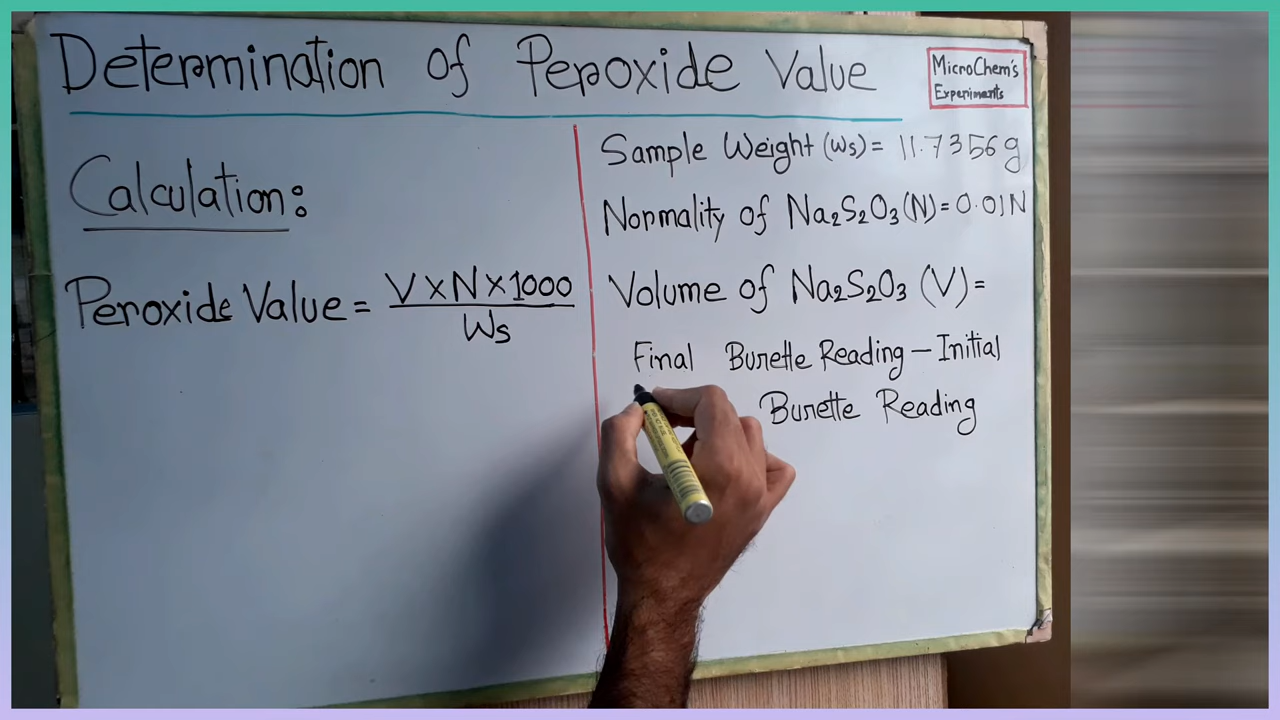 Determination of Peroxide Value
MicroChem's
Experiments
Calculation:
Peroxide Value = V×N×1000
Ws
Sample Weight (Ws) = 11.7356g
Normality of Na₂S₂O₃ (N) = 0.01N
Volume of Na₂S₂O₃ (V) =
Final Burette Reading – Initial
Burette Reading